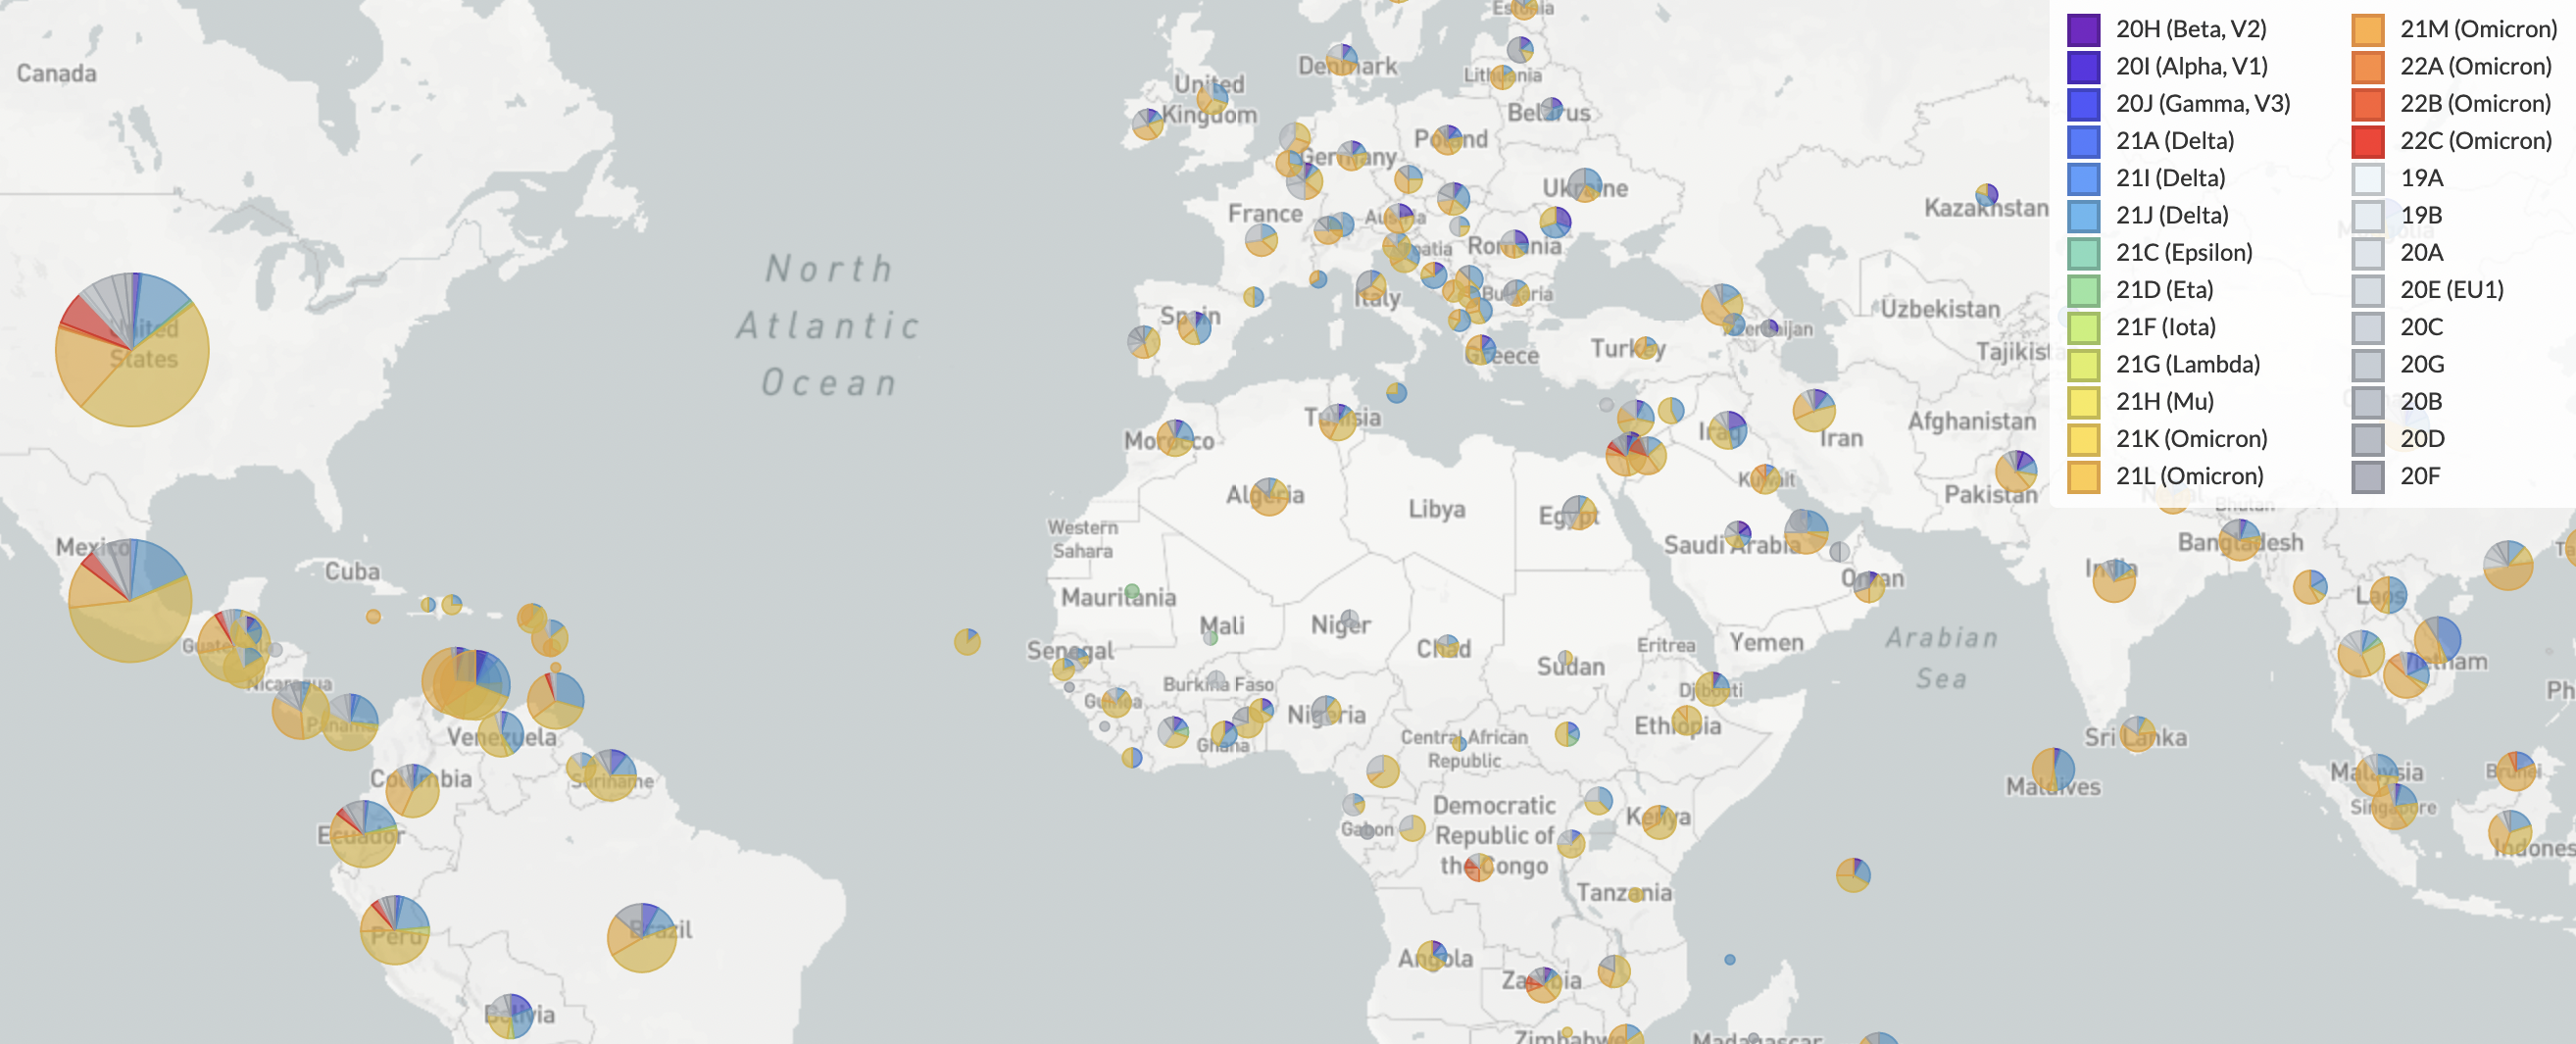 Canada
United
States
Mexico
Cuba
Guatemala
Nicaragua
Panama
Venezuela
Colombia
Suriname
Ecuador
Peru
Brazil
Bolivia
North
Atlantic
Ocean
Estonia
Denmark
Lithuania
United
Kingdom
Belarus
Poland
Germany
Ukraine
France
Austria
Croatia
Romania
Italy
Bulgaria
Spain
Greece
Turkey
Azerbaijan
Kazakhstan
Uzbekistan
Tajikist
Afghanistan
Pakistan
Iran
Iraq
Kuwait
Saudi Arabia
Oman
Yemen
Tunisia
Morocco
Algeria
Libya
Egypt
Western
Sahara
Mauritania
Mali
Niger
Chad
Sudan
Eritrea
Senegal
Burkina Faso
Guinea
Ghana
Nigeria
Djibouti
Ethiopia
Central African
Republic
Gabon
Democratic
Republic of
the Congo
Kenya
Tanzania
Angola
Zambia
Zimbabwe
Madagascar
Arabian
Sea
India
Nepal
Bhutan
Bangladesh
Laos
Vietnam
Sri Lanka
Maldives
Malaysia
Singapore
Brunei
Indones
Ph
Ta
20H (Beta, V2)
20I (Alpha, V1)
20J (Gamma, V3)
21A (Delta)
21I (Delta)
21J (Delta)
21C (Epsilon)
21D (Eta)
21F (Iota)
21G (Lambda)
21H (Mu)
21K (Omicron)
21L (Omicron)
21M (Omicron)
22A (Omicron)
22B (Omicron)
22C (Omicron)
19A
19B
20A
20E (EU1)
20C
20G
20B
20D
20F